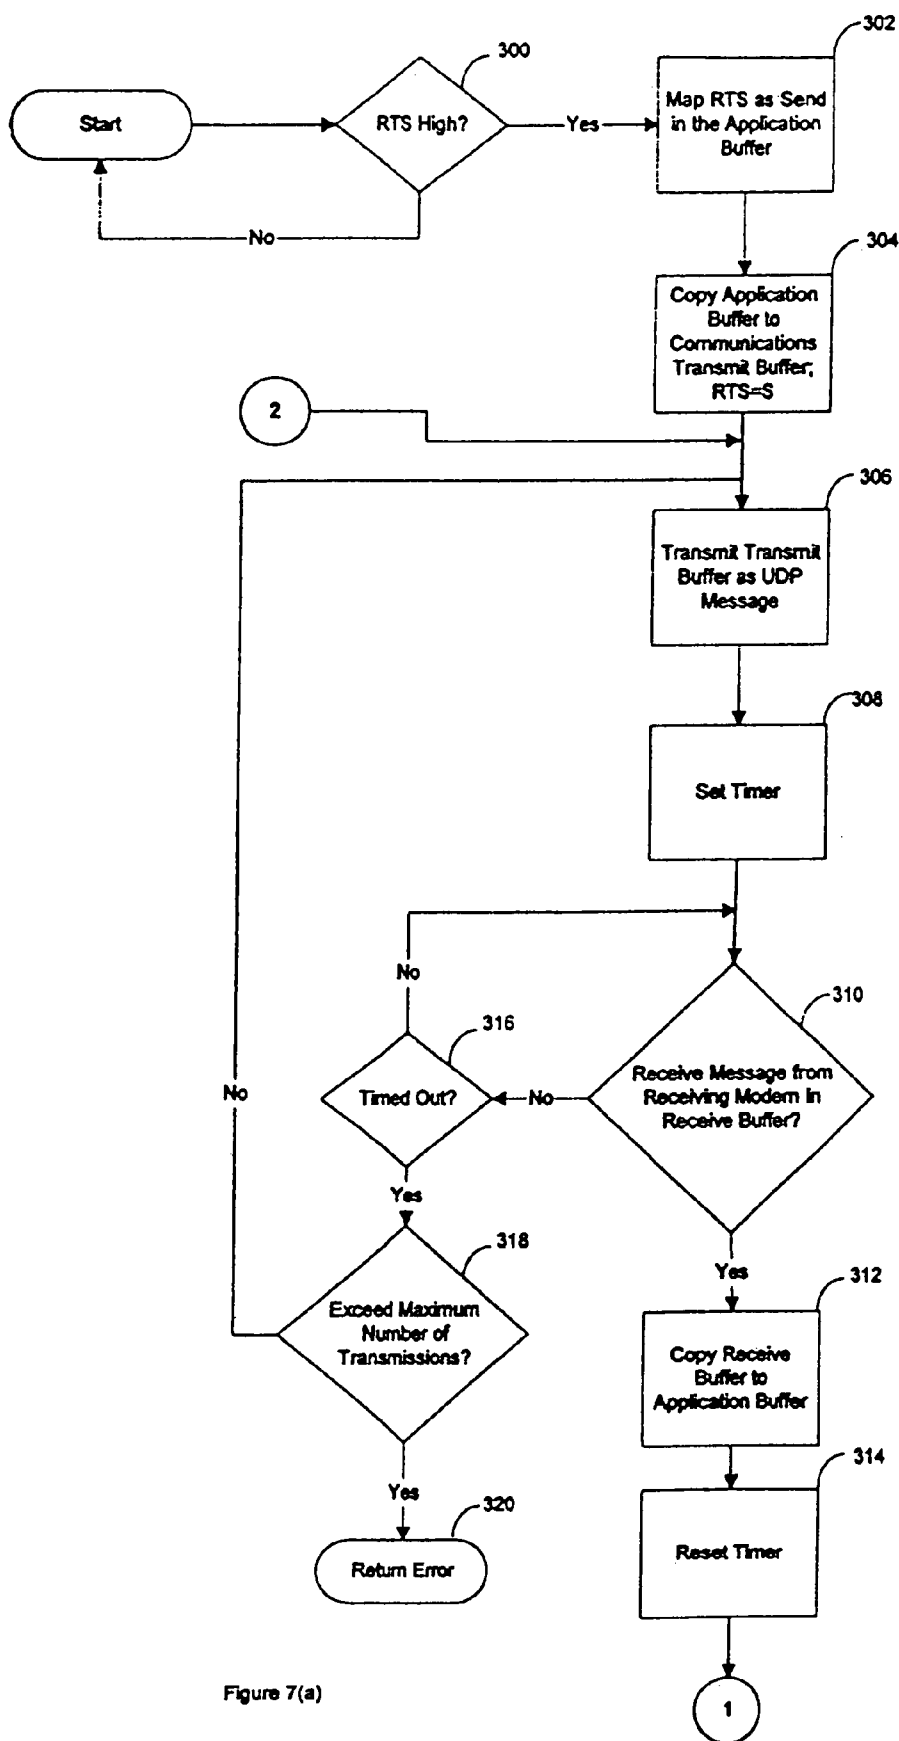 302
300
Start
RTS High?
Yes
Map RTS as Send
in the Application
Buffer
No
304
Copy Application
Buffer to
Communications
Transmit Buffer;
RTS=S
2
306
Transmit Transmit
Buffer as UDP
Message
308
Set Timer
No
310
316
Receive Message from
Receiving Modem in
Receive Buffer?
No
Timed Out?
No
Yes
318
Yes
312
Exceed Maximum
Number of
Transmissions?
Copy Receive
Buffer to
Application Buffer
314
Yes
320
Reset Timer
Return Error
Figure 7(a)
1